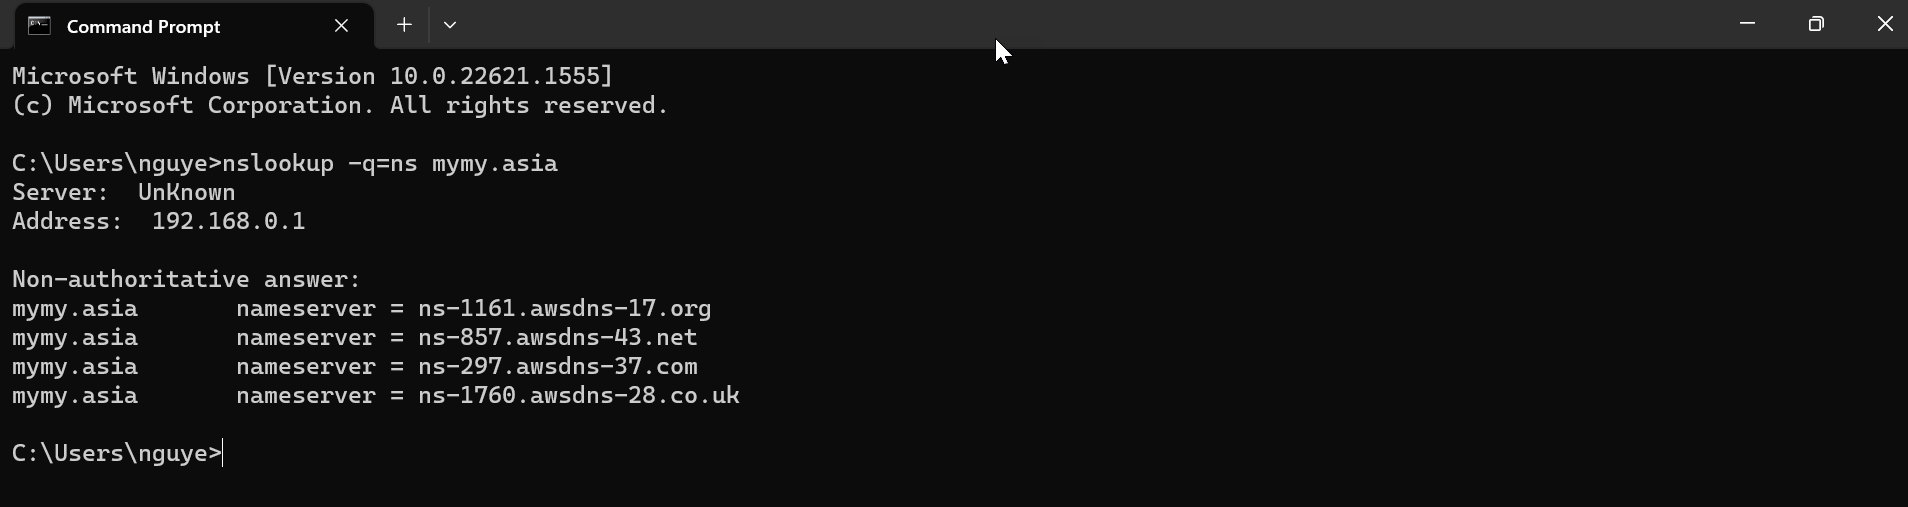 Command Prompt
Microsoft Windows [Version 10.0.22621.1555]
(c) Microsoft Corporation. All rights reserved.
C:\Users\nguye>nslookup -q=ns mymy.asia
Server:  UnKnown
Address:  192.168.0.1
Non-authoritative answer:
mymy.asia       nameserver = ns-1161.awsdns-17.org
mymy.asia       nameserver = ns-857.awsdns-43.net
mymy.asia       nameserver = ns-297.awsdns-37.com
mymy.asia       nameserver = ns-1760.awsdns-28.co.uk
C:\Users\nguye>